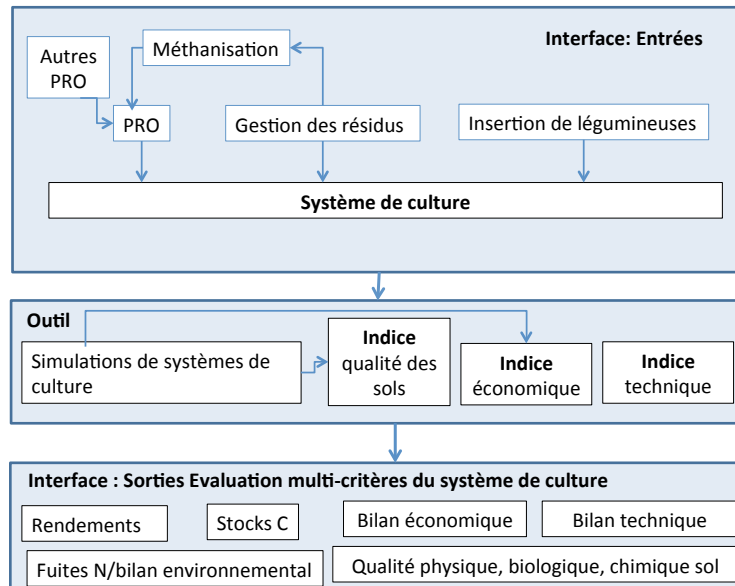 Interface: Entrées
Autres
PRO
Méthanisation
PRO
Gestion des résidus
Insertion de légumineuses
Système de culture
Outil
Simulations de systèmes de
culture
Indice
qualité des
sols
Indice
économique
Indice
technique
Interface : Sorties Evaluation multi-critères du système de culture
Rendements
Stocks C
Bilan économique
Bilan technique
Fuites N/bilan environnemental
Qualité physique, biologique, chimique sol